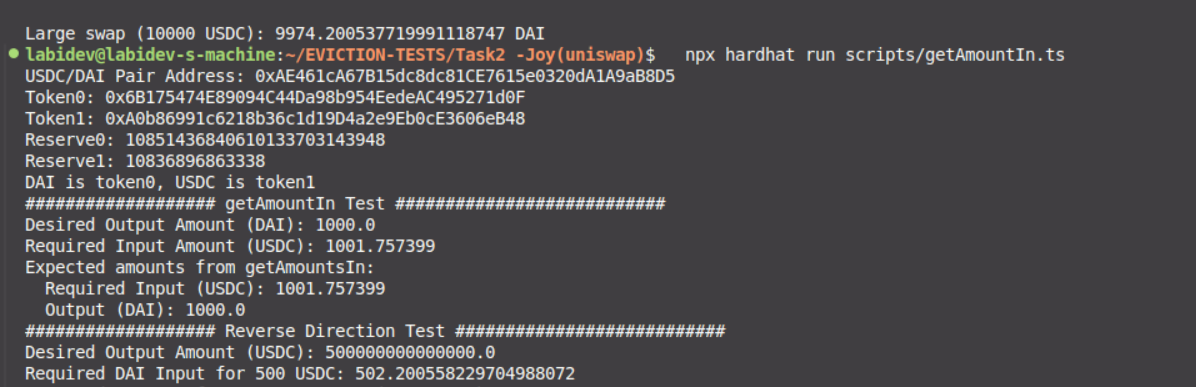 Large swap (10000 USDC): 9974.200537719991118747 DAI
labidev@labidev-s-machine:~/EVICTION-TESTS/Task2 -Joy(uniswap)$ npx hardhat run scripts/getAmountIn.ts
USDC/DAI Pair Address: 0xAE461cA67B15dc8dc81CE7615e0320dA1A9aB8D5
Token0: 0x6B175474E89094C44Da98b954EedeAC495271d0F
Token1: 0xA0b86991c6218b36c1d19D4a2e9Eb0cE3606eB48
Reserve0: 10851436840610133703143948
Reserve1: 10836896863338
DAI is token0, USDC is token1
################### getAmountIn Test ###########################
Desired Output Amount (DAI): 1000.0
Required Input Amount (USDC): 1001.757399
Expected amounts from getAmountsIn:
  Required Input (USDC): 1001.757399
  Output (DAI): 1000.0
################### Reverse Direction Test ###########################
Desired Output Amount (USDC): 500000000000000.0
Required DAI Input for 500 USDC: 502.200558229704988072